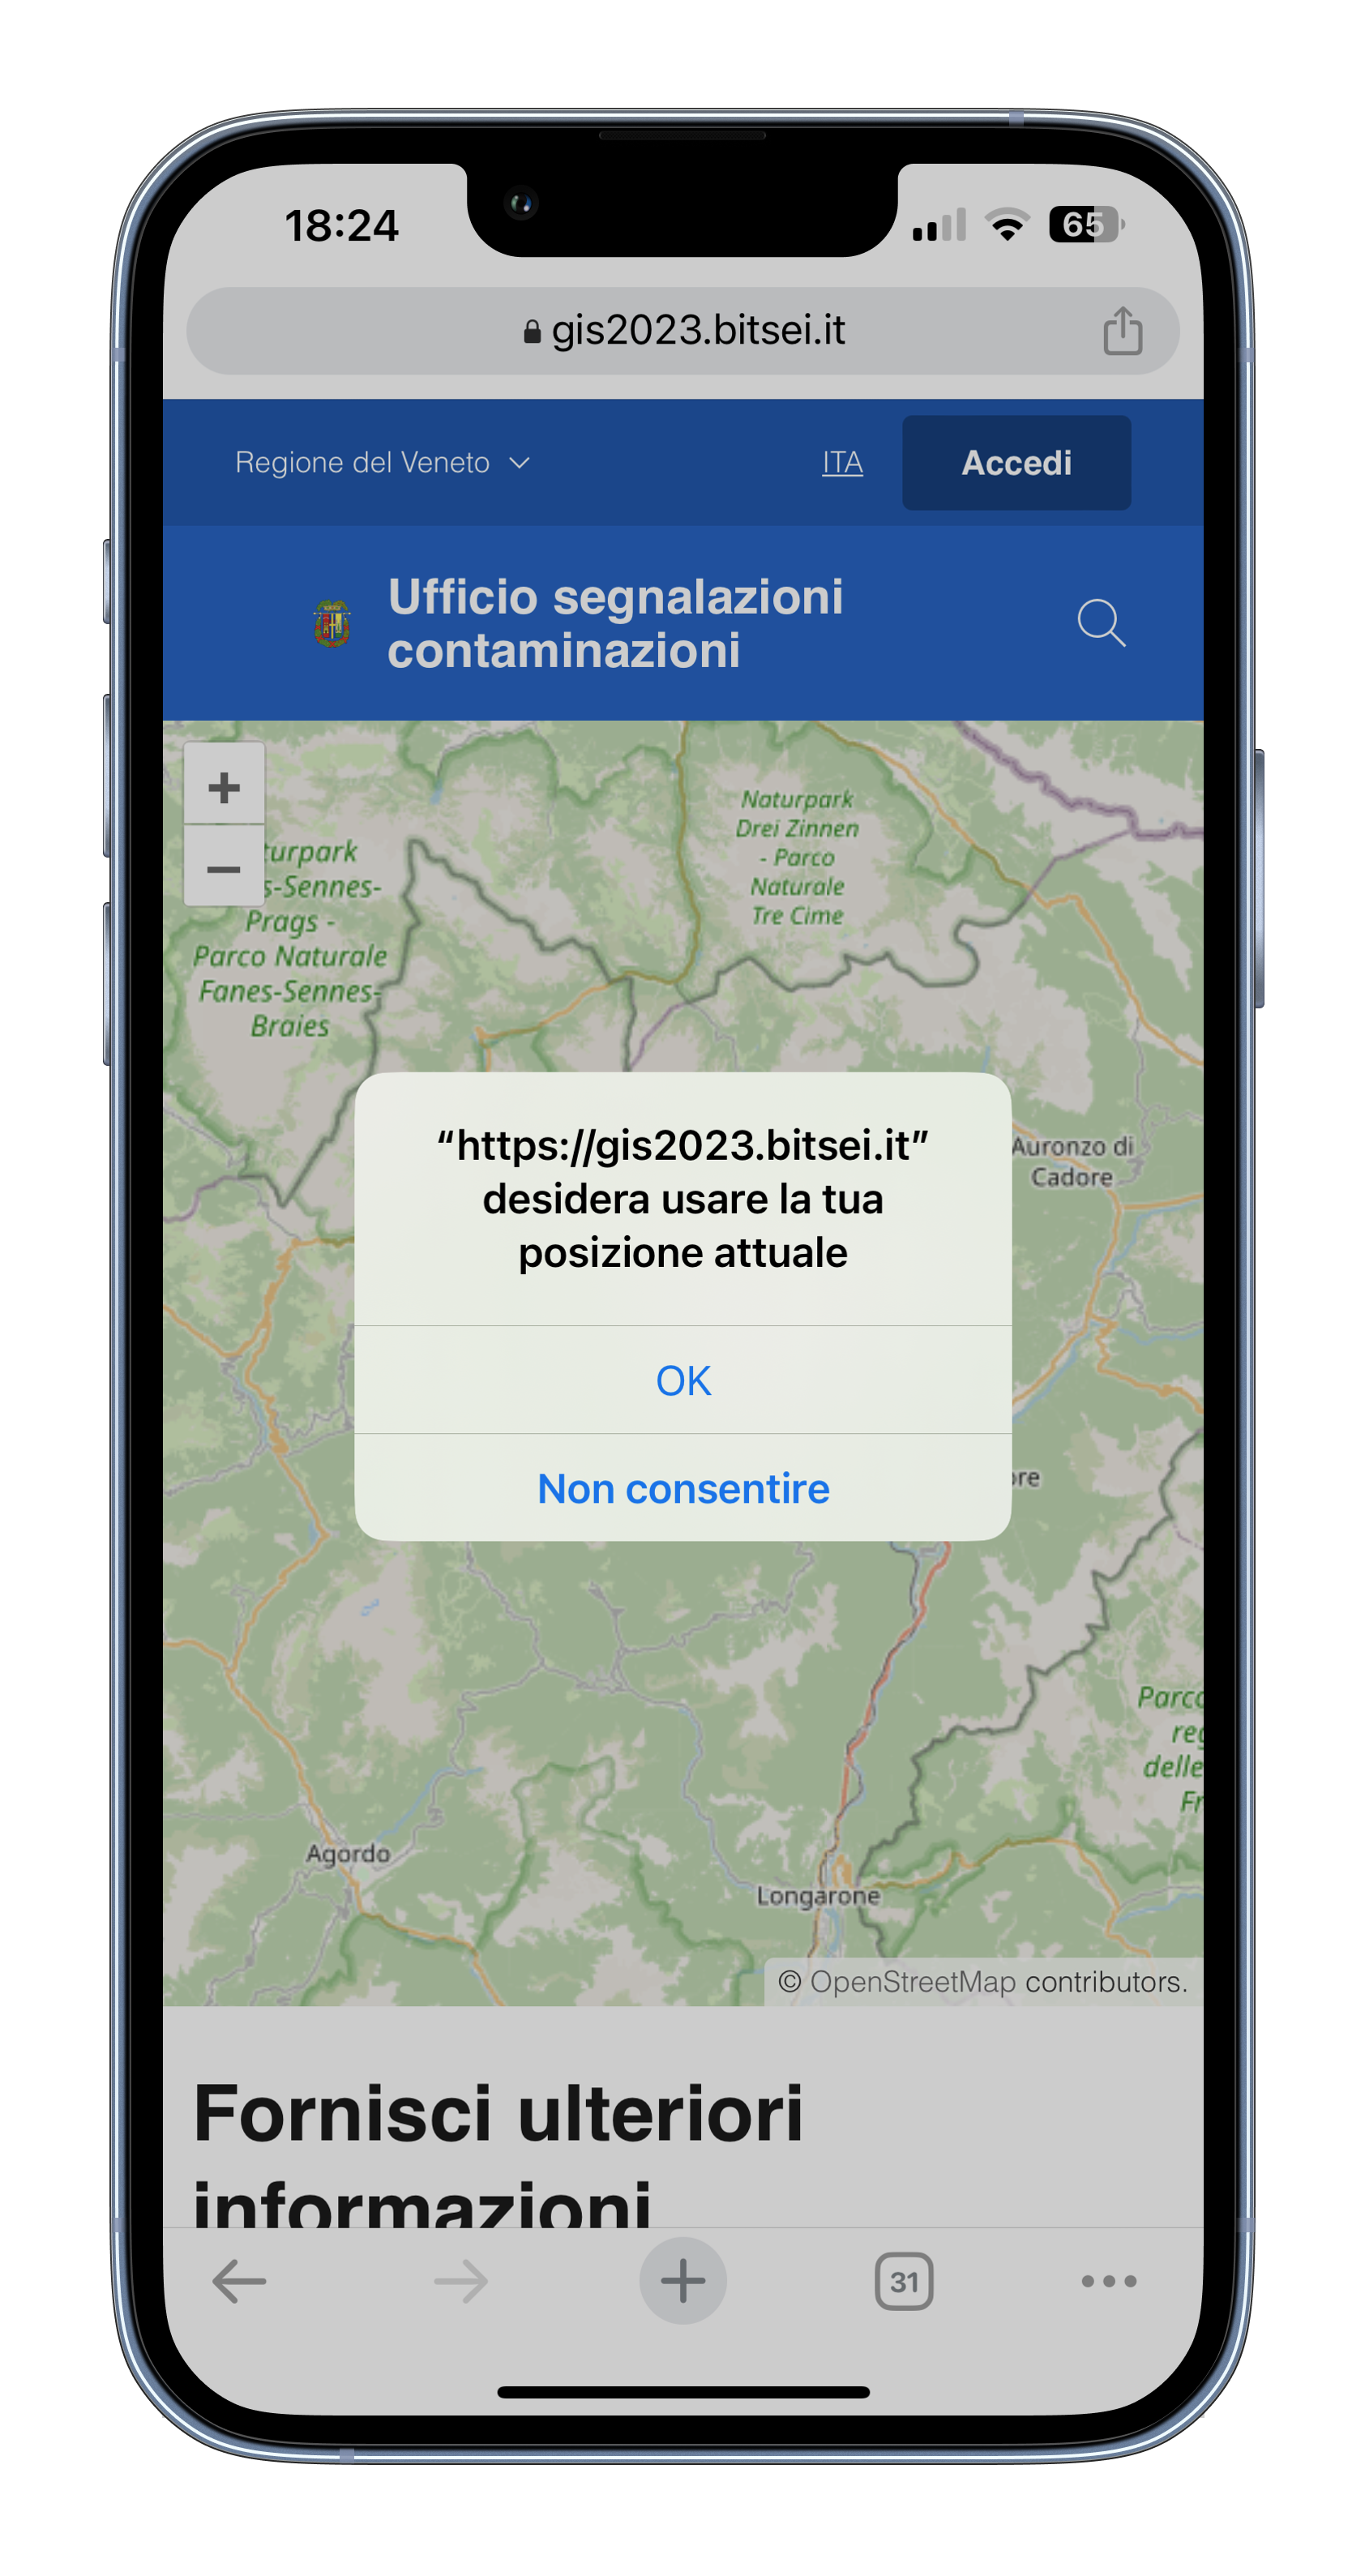 18:24
65
gis2023.bitsei.it
Regione del Veneto
ITA
Accedi
Ufficio segnalazioni
contaminazioni
+
−
Naturpark
Drei Zinnen
- Parco
Naturale
Tre Cime
turpark
s-Sennes-
Prags -
Parco Naturale
Fanes-Sennes-
Braies
“https://gis2023.bitsei.it”
desidera usare la tua
posizione attuale
OK
Non consentire
Auronzo di
Cadore
ore
Parco
reg
delle
Fr
Agordo
Longarone
© OpenStreetMap contributors.
Fornisci ulteriori
informazioni
31